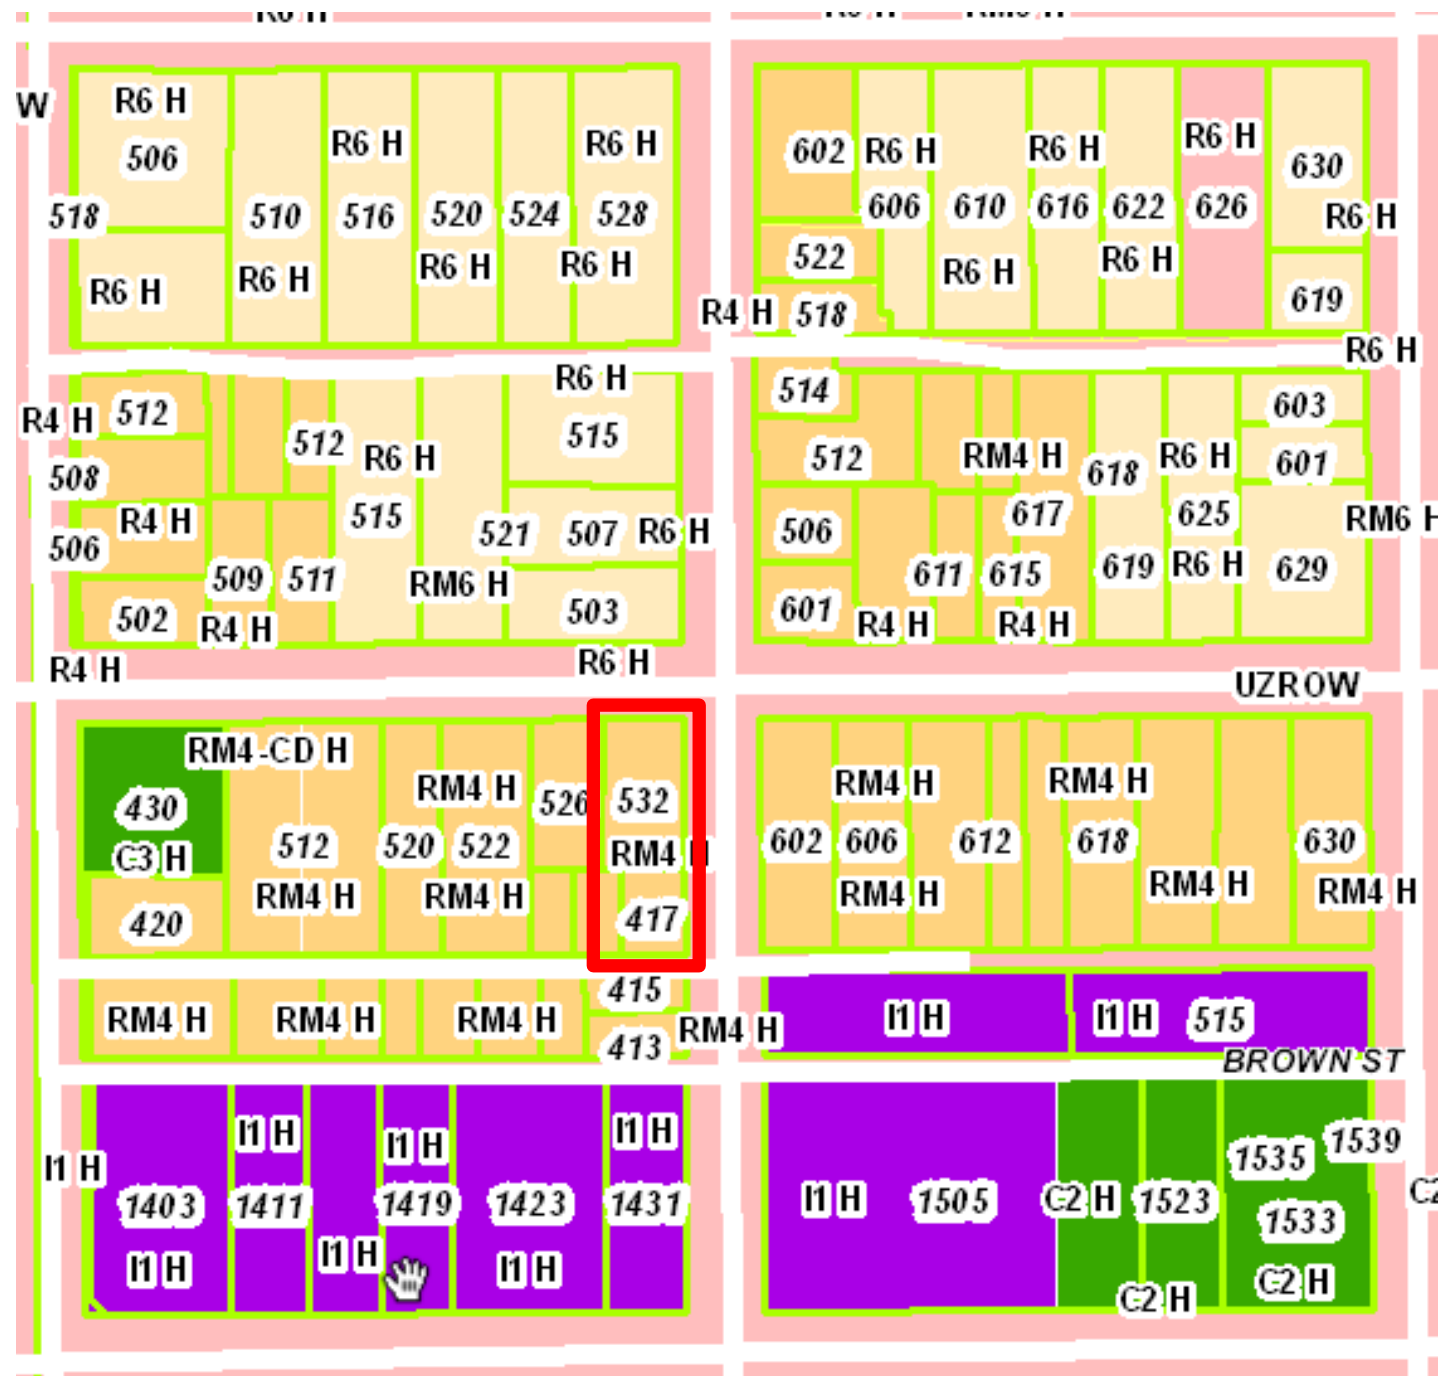 R6 H
W
R6 H
506
518
R6 H
510
R6 H
R6 H
516
520
R6 H
524
R6 H
528
R6 H
602
R6 H
606
522
R4 H
518
610
R6 H
R6 H
616
622
R6 H
R6 H
626
630
R6 H
619
R6 H
R4 H
512
508
R4 H
506
502
R4 H
509
R4 H
512
511
R6 H
515
RM6 H
R6 H
515
521
507
R6 H
503
R6 H
514
512
506
601
RM4 H
611
R4 H
617
615
R4 H
618
619
R6 H
625
R6 H
603
601
RM6 H
629
UZROW
RM4-CD H
430
C3 H
420
512
RM4 H
520
RM4 H
522
RM4 H
526
532
RM4 H
417
602
RM4 H
606
RM4 H
612
RM4 H
618
RM4 H
630
RM4 H
RM4 H
RM4 H
RM4 H
415
413
RM4 H
I1 H
I1 H
515
BROWN ST
I1 H
1403
I1 H
I1 H
1411
I1 H
I1 H
1419
1423
I1 H
I1 H
1431
I1 H
1505
C2 H
1523
C2 H
1535
1539
1533
C2 H